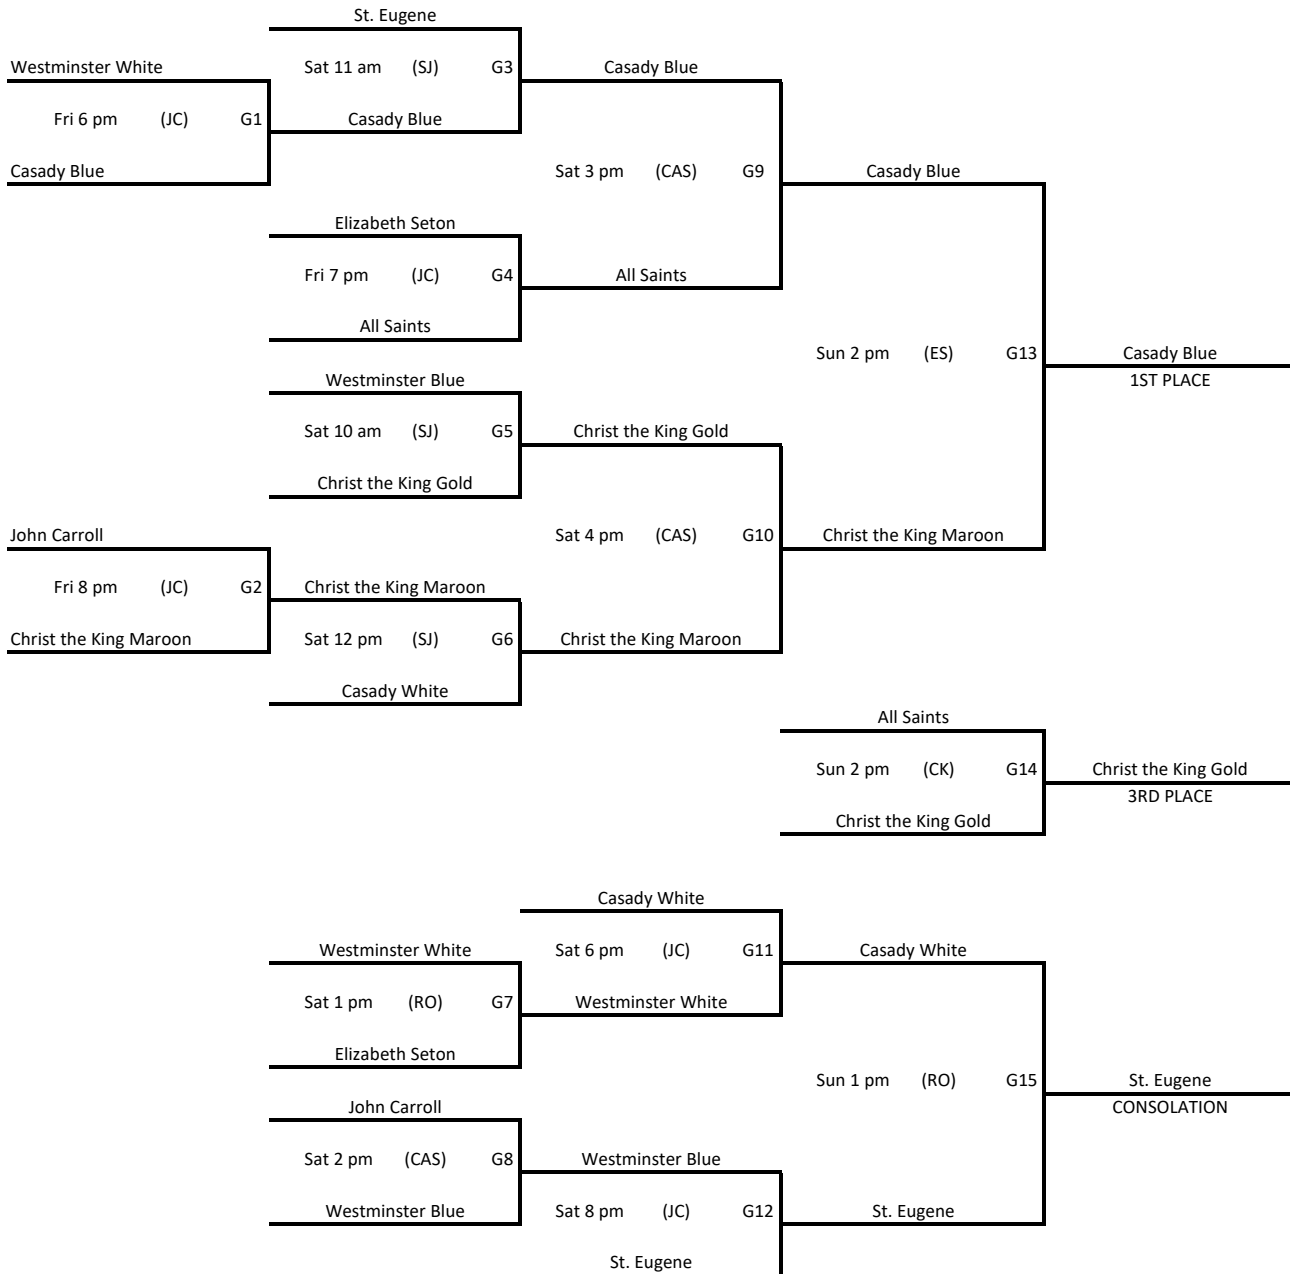 St. Eugene
Westminster White Sat 11 am (SJ) G3 Casady Blue
Fri 6 pm (JC) G1 Casady Blue
Casady Blue Sat 3 pm (CAS) G9 Casady Blue
Elizabeth Seton
Fri 7 pm (JC) G4 All Saints
All Saints
Sun 2 pm (ES) G13 Casady Blue
Westminster Blue 1ST PLACE
Sat 10 am (SJ) G5 Christ the King Gold
Christ the King Gold
John Carroll Sat 4 pm (CAS) G10 Christ the King Maroon
Fri 8 pm (JC) G2 Christ the King Maroon
Christ the King Maroon Sat 12 pm (SJ) G6 Christ the King Maroon
Casady White
All Saints
Sun 2 pm (CK) G14 Christ the King Gold
3RD PLACE
Christ the King Gold
Casady White
Westminster White Sat 6 pm (JC) G11 Casady White
Sat 1 pm (RO) G7 Westminster White
Elizabeth Seton
Sun 1 pm (RO) G15 St. Eugene
John Carroll CONSOLATION
Sat 2 pm (CAS) G8 Westminster Blue
Westminster Blue Sat 8 pm (JC) G12 St. Eugene
St. Eugene